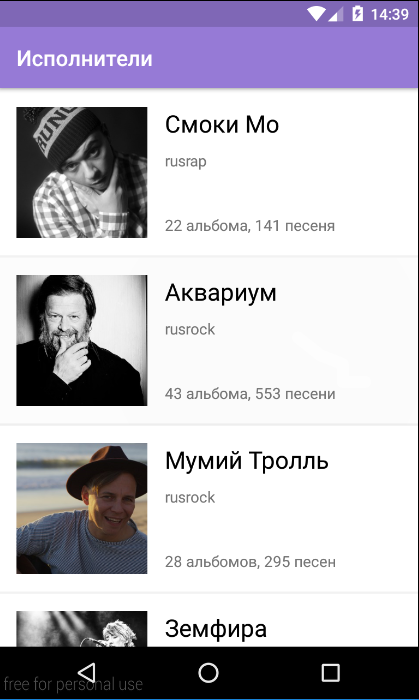 14:39
Исполнители
Смоки Мо
rusrap
22 альбома, 141 песеня
Аквариум
rusrock
43 альбома, 553 песени
Мумий Тролль
rusrock
28 альбомов, 295 песен
Земфира
free for personal use